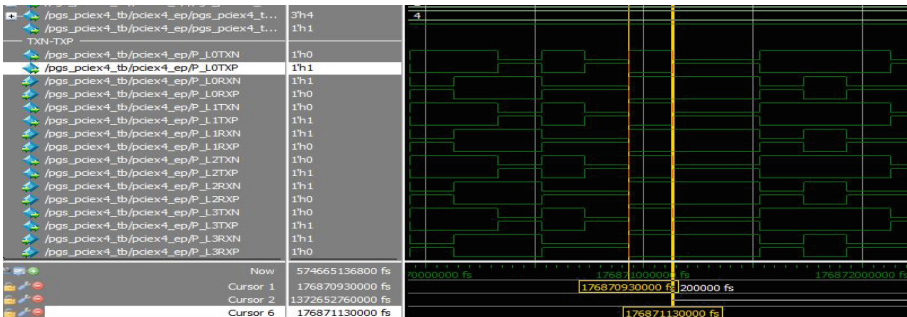 /pgs_pciex4_tb/pciex4_ep/pgs_pciex4_t... 3'h4 4
/pgs_pciex4_tb/pciex4_ep/pgs_pciex4_t... 1'h1
TXN-TXP
/pgs_pciex4_tb/pciex4_ep/P_L0TXN 1'h0
/pgs_pciex4_tb/pciex4_ep/P_L0TXP 1'h1
/pgs_pciex4_tb/pciex4_ep/P_L0RXN 1'h1
/pgs_pciex4_tb/pciex4_ep/P_L0RXP 1'h0
/pgs_pciex4_tb/pciex4_ep/P_L1TXN 1'h0
/pgs_pciex4_tb/pciex4_ep/P_L1TXP 1'h1
/pgs_pciex4_tb/pciex4_ep/P_L1RXN 1'h1
/pgs_pciex4_tb/pciex4_ep/P_L1RXP 1'h0
/pgs_pciex4_tb/pciex4_ep/P_L2TXN 1'h0
/pgs_pciex4_tb/pciex4_ep/P_L2TXP 1'h1
/pgs_pciex4_tb/pciex4_ep/P_L2RXN 1'h1
/pgs_pciex4_tb/pciex4_ep/P_L2RXP 1'h0
/pgs_pciex4_tb/pciex4_ep/P_L3TXN 1'h0
/pgs_pciex4_tb/pciex4_ep/P_L3TXP 1'h1
/pgs_pciex4_tb/pciex4_ep/P_L3RXN 1'h1
/pgs_pciex4_tb/pciex4_ep/P_L3RXP 1'h0
Now 574665136800 fs 176872000000 fs
Cursor 1 176870930000 fs 176870930000 fs 200000 fs
Cursor 2 1372652760000 fs
Cursor 6 176871130000 fs 176871130000 fs